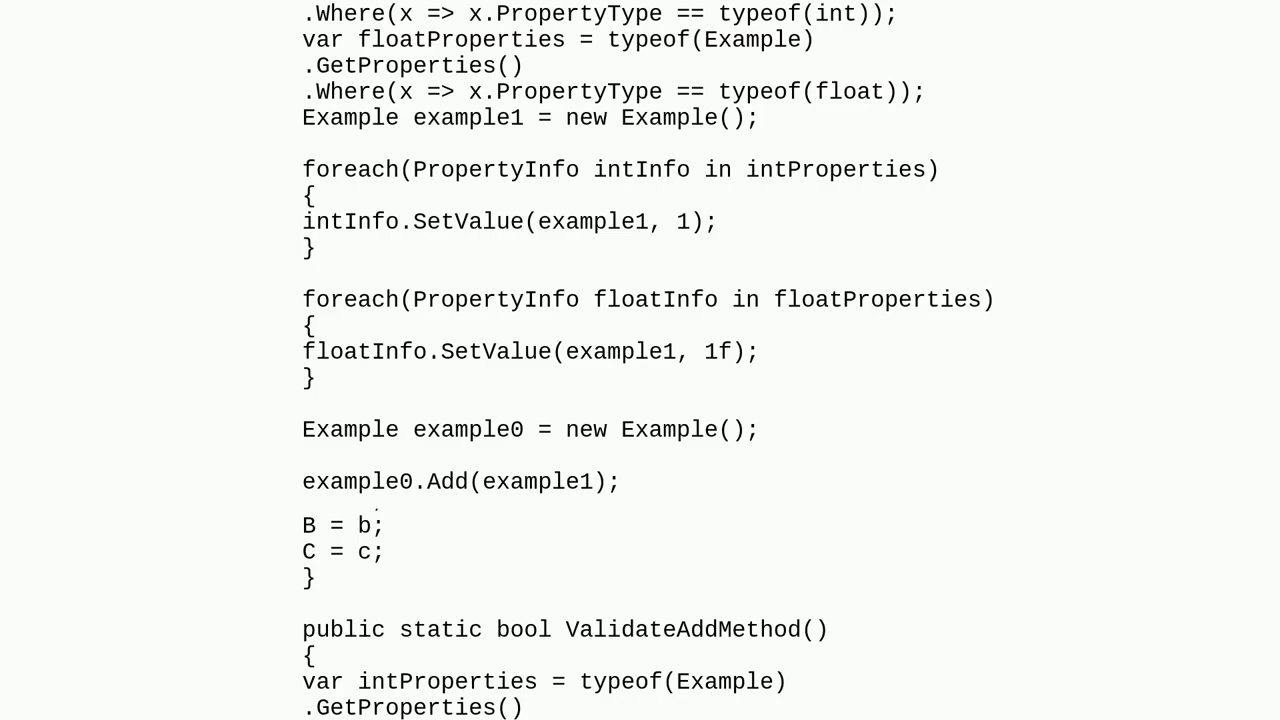 .Where(x => x.PropertyType == typeof(int));
var floatProperties = typeof(Example)
.GetProperties()
.Where(x => x.PropertyType == typeof(float));
Example example1 = new Example();
foreach(PropertyInfo intInfo in intProperties)
{
intInfo.SetValue(example1, 1);
}
foreach(PropertyInfo floatInfo in floatProperties)
{
floatInfo.SetValue(example1, 1f);
}
Example example0 = new Example();
example0.Add(example1);
B = b;
C = c;
}
public static bool ValidateAddMethod()
{
var intProperties = typeof(Example)
.GetProperties()